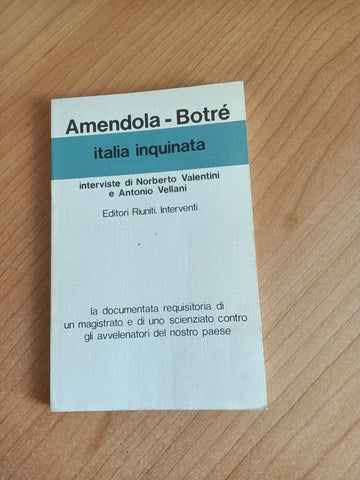 Amendola - Botré
italia inquinata
interviste di Norberto Valentini
e Antonio Vellani
Editori Riuniti. Interventi
la documentata requisitoria di
un magistrato e di uno scienziato contro
gli avvelenatori del nostro paese